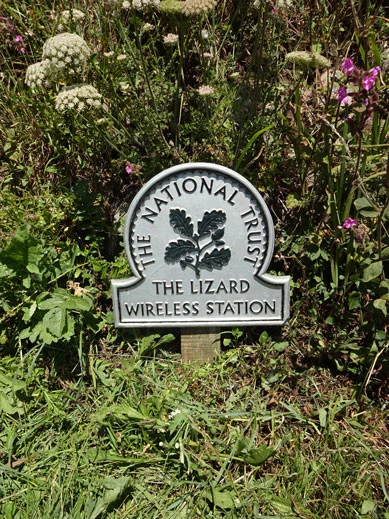 THE NATIONAL TRUST
THE LIZARD
WIRELESS STATION